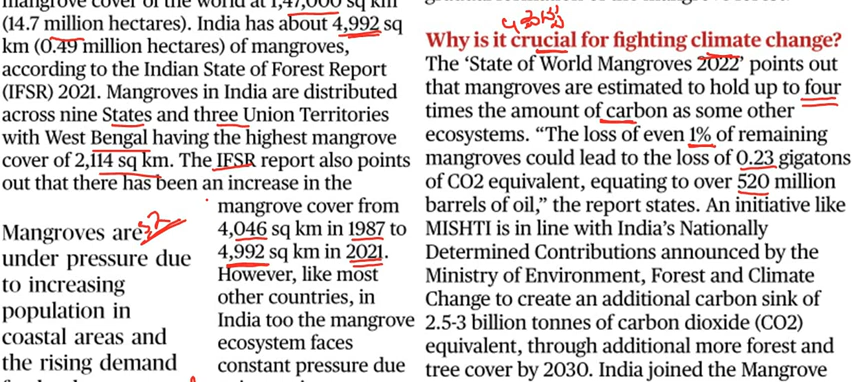 mangrove cover of the world at 1,47,000 sq km
(14.7 million hectares). India has about 4,992 sq
km (0.49 million hectares) of mangroves,
according to the Indian State of Forest Report
(IFSR) 2021. Mangroves in India are distributed
across nine States and three Union Territories
with West Bengal having the highest mangrove
cover of 2,114 sq km. The IFSR report also points
out that there has been an increase in the
mangrove cover from
4,046 sq km in 1987 to
4,992 sq km in 2021.
However, like most
other countries, in
India too the mangrove
ecosystem faces
constant pressure due
Mangroves are
under pressure due
to increasing
population in
coastal areas and
the rising demand
Why is it crucial for fighting climate change?
The ‘State of World Mangroves 2022’ points out
that mangroves are estimated to hold up to four
times the amount of carbon as some other
ecosystems. “The loss of even 1% of remaining
mangroves could lead to the loss of 0.23 gigatons
of CO2 equivalent, equating to over 520 million
barrels of oil,” the report states. An initiative like
MISHTI is in line with India’s Nationally
Determined Contributions announced by the
Ministry of Environment, Forest and Climate
Change to create an additional carbon sink of
2.5-3 billion tonnes of carbon dioxide (CO2)
equivalent, through additional more forest and
tree cover by 2030. India joined the Mangrove